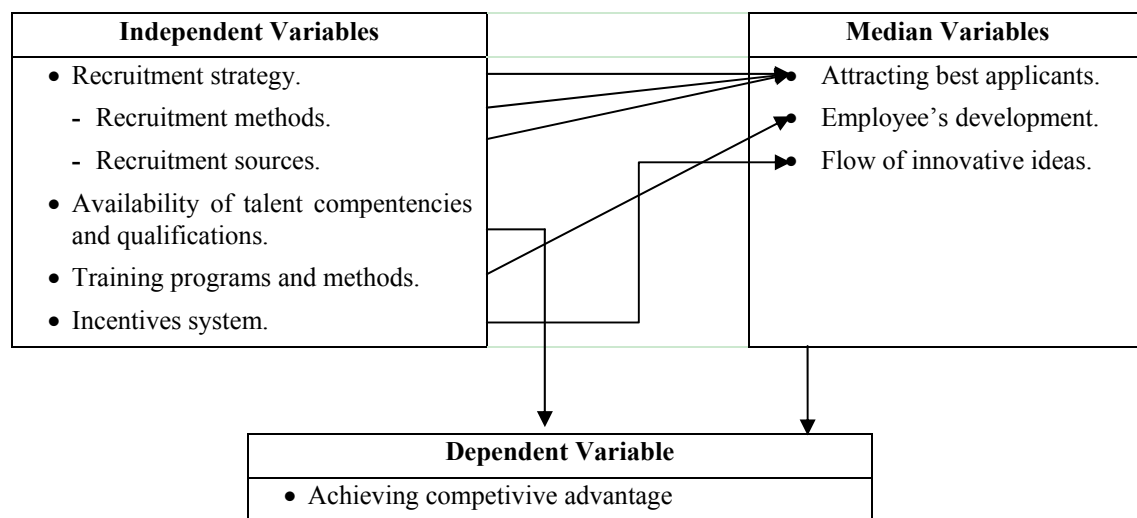 Independent Variables
• Recruitment strategy.
- Recruitment methods.
- Recruitment sources.
• Availability of talent compentencies
and qualifications.
• Training programs and methods.
• Incentives system.
Median Variables
• Attracting best applicants.
• Employee’s development.
• Flow of innovative ideas.
Dependent Variable
• Achieving competivive advantage